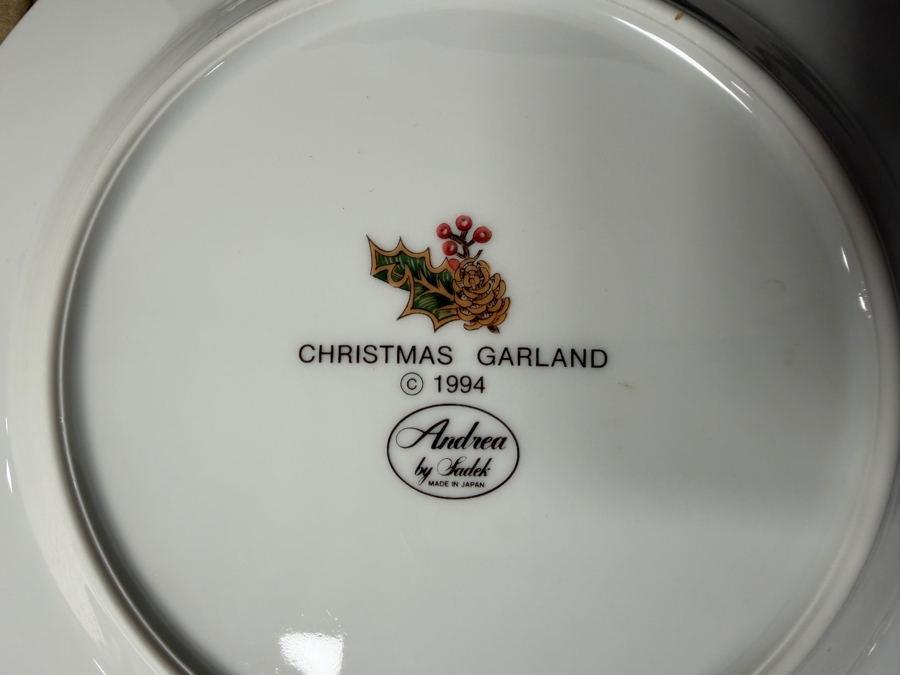 CHRISTMAS GARLAND
© 1994
Andrea
by Sadek
MADE IN JAPAN